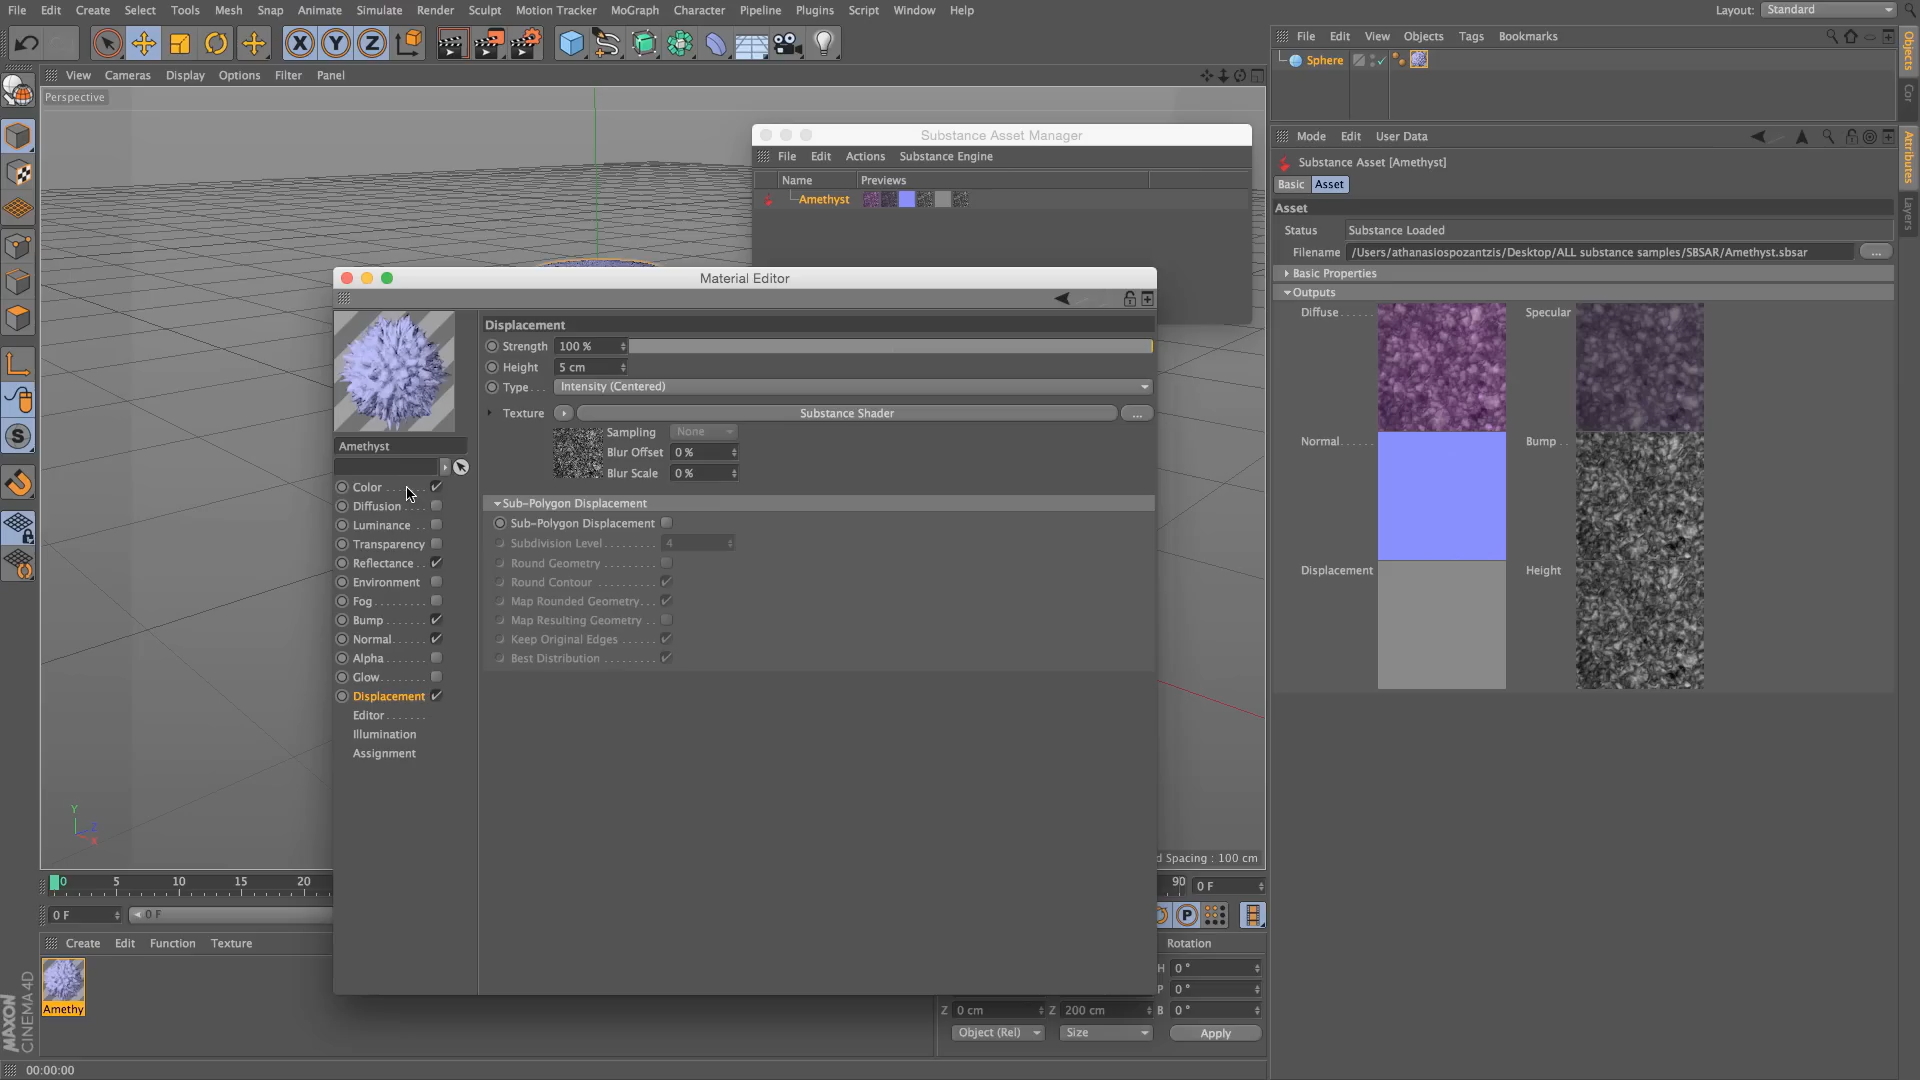 File Edit Create Select Tools Mesh Snap Animate Simulate Render Sculpt Motion Tracker MoGraph Character Pipeline Plugins Script Window Help Layout: Standard
View Cameras Display Options Filter Panel
Perspective
File Edit View Objects Tags Bookmarks
Sphere
Objects
Mode Edit User Data
Attributes
Layers
Substance Asset [Amethyst]
Basic Asset
Asset
Status Substance Loaded
Filename /Users/athanasiospozantzis/Desktop/ALL substance samples/SBSAR/Amethyst.sbsar ...
Basic Properties
Outputs
Diffuse Specular
Normal Bump
Displacement Height
Substance Asset Manager
File Edit Actions Substance Engine
Name Previews
Amethyst
Material Editor
Amethyst
Color
Diffusion
Luminance
Transparency
Reflectance
Environment
Fog
Bump
Normal
Alpha
Glow
Displacement
Editor
Illumination
Assignment
Displacement
Strength 100 %
Height 5 cm
Type Intensity (Centered)
Texture Substance Shader ...
Sampling None
Blur Offset 0 %
Blur Scale 0 %
Sub-Polygon Displacement
Sub-Polygon Displacement
Subdivision Level 4
Round Geometry
Round Contour
Map Rounded Geometry
Map Resulting Geometry
Keep Original Edges
Best Distribution
Y
Z
X
d Spacing : 100 cm
0 5 10 15 20 90 0 F
0 F 0 F
P
Create Edit Function Texture
Amethy
Rotation
H 0 °
P 0 °
Z 0 cm Z 200 cm B 0 °
Object (Rel) Size Apply
MAXON
CINEMA 4D
00:00:00